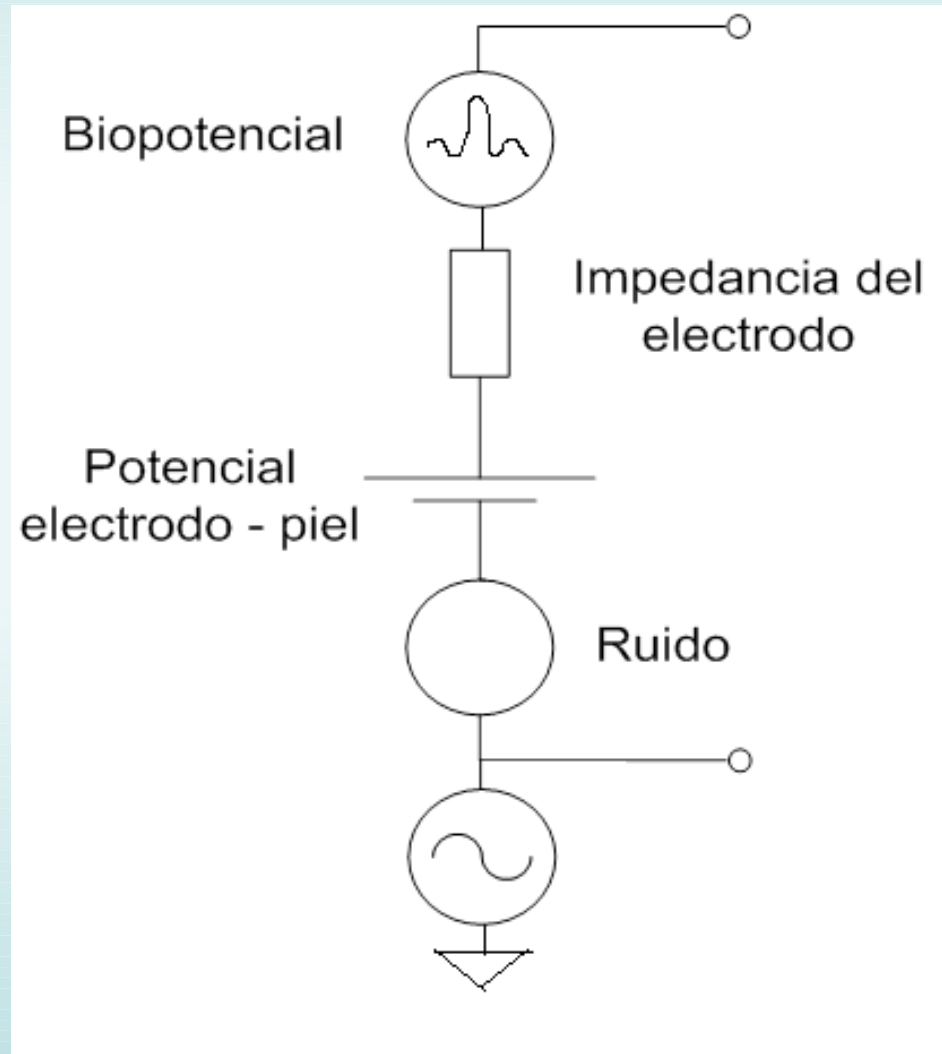 Biopotencial
Impedancia del
electrodo
Potencial
electrodo - piel
Ruido